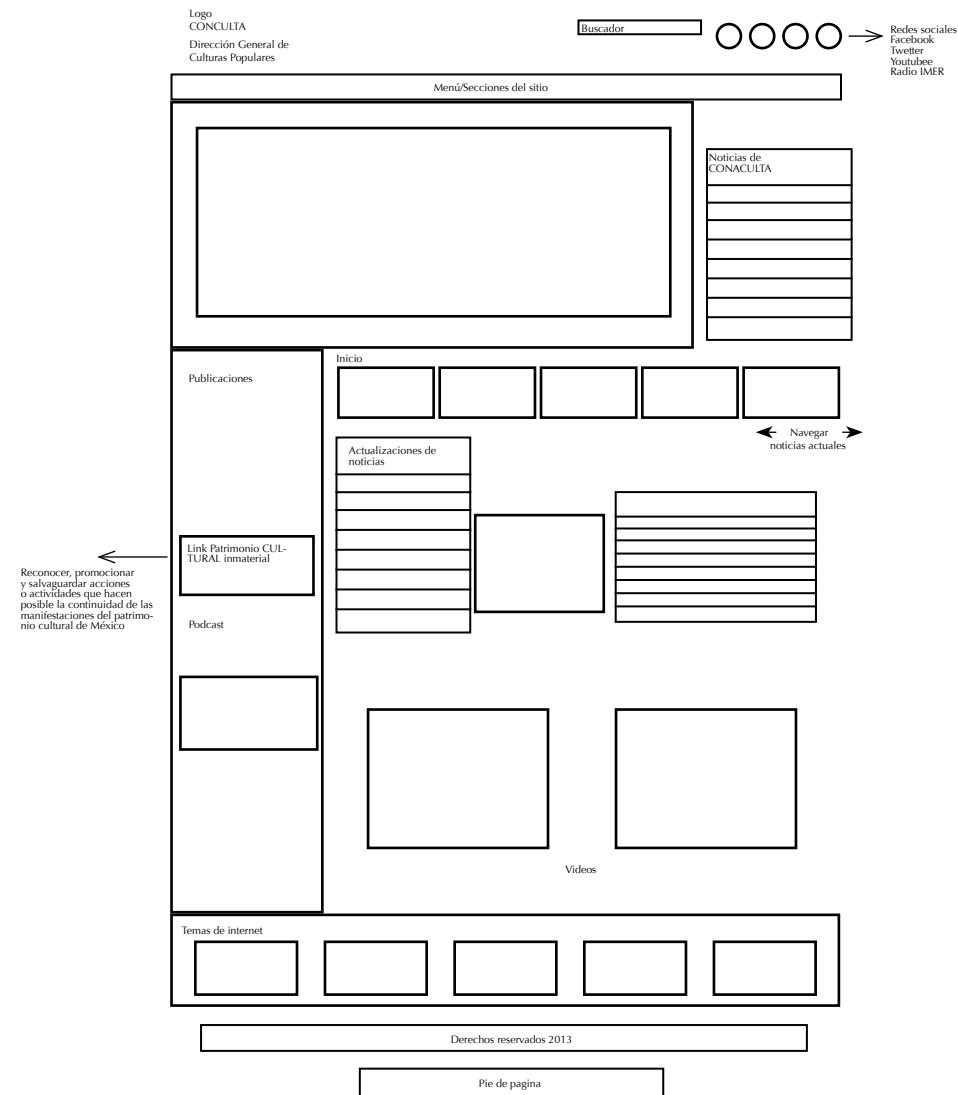 Logo
CONCULTA
Dirección General de
Culturas Populares
Buscador
Redes sociales
Facebook
Twetter
Youtubee
Radio IMER
Menú/Secciones del sitio
Noticias de
CONACULTA
Inicio
Publicaciones
Navegar
noticias actuales
Actualizaciones de
noticias
Link Patrimonio CUL-
TURAL inmaterial
Reconocer, promocionar
y salvaguardar acciones
o actividades que hacen
posible la continuidad de las
manifestaciones del patrimo-
nio cultural de México
Podcast
Videos
Temas de internet
Derechos reservados 2013
Pie de pagina